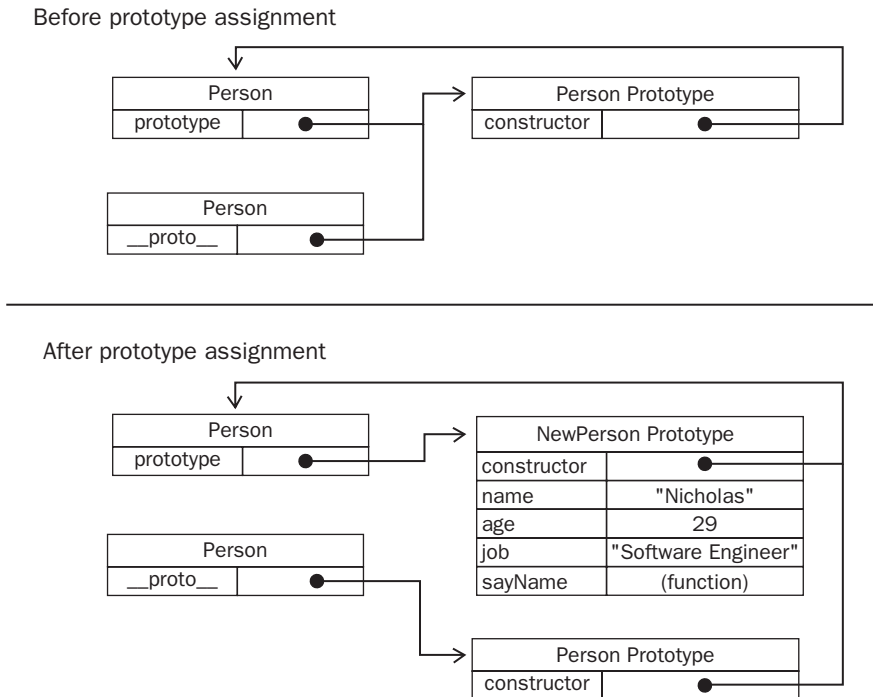 Before prototype assignment
Person
prototype
Person Prototype
constructor
Person
__proto__
After prototype assignment
Person
prototype
NewPerson Prototype
constructor
name "Nicholas"
age 29
job "Software Engineer"
sayName (function)
Person
__proto__
Person Prototype
constructor